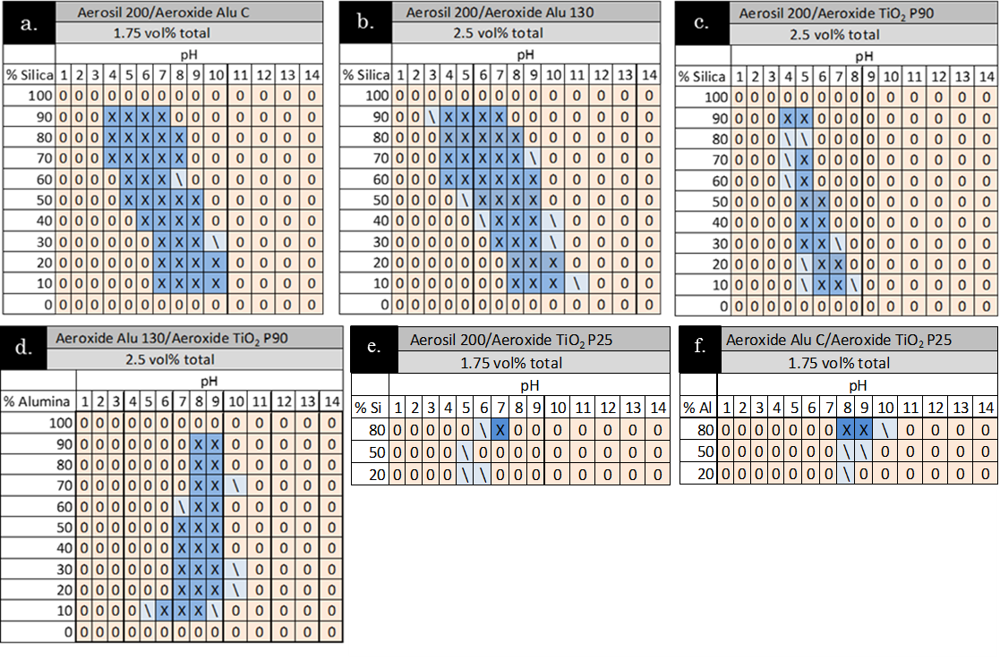 a.
Aerosil 200/Aeroxide Alu C
1.75 vol% total
pH
% Silica 1 2 3 4 5 6 7 8 9 10 11 12 13 14
100 0 0 0 0 0 0 0 0 0 0 0 0 0 0
90 0 0 0 X X X X 0 0 0 0 0 0 0
80 0 0 0 X X X X X 0 0 0 0 0 0
70 0 0 0 X X X X X 0 0 0 0 0 0
60 0 0 0 0 X X X \ 0 0 0 0 0 0
50 0 0 0 0 X X X X X 0 0 0 0 0
40 0 0 0 0 0 X X X X 0 0 0 0 0
30 0 0 0 0 0 0 X X X \ 0 0 0 0
20 0 0 0 0 0 0 X X X X 0 0 0 0
10 0 0 0 0 0 0 X X X X 0 0 0 0
0 0 0 0 0 0 0 0 0 0 0 0 0 0 0
b.
Aerosil 200/Aeroxide Alu 130
2.5 vol% total
pH
% Silica 1 2 3 4 5 6 7 8 9 10 11 12 13 14
100 0 0 0 0 0 0 0 0 0 0 0 0 0 0
90 0 0 \ X X X X 0 0 0 0 0 0 0
80 0 0 0 X X X X X 0 0 0 0 0 0
70 0 0 0 X X X X X \ 0 0 0 0 0
60 0 0 0 X X X X X X 0 0 0 0 0
50 0 0 0 0 \ X X X X 0 0 0 0 0
40 0 0 0 0 0 \ X X X \ 0 0 0 0
30 0 0 0 0 0 0 X X X \ 0 0 0 0
20 0 0 0 0 0 0 0 X X X 0 0 0 0
10 0 0 0 0 0 0 0 X X X \ 0 0 0
0 0 0 0 0 0 0 0 0 0 0 0 0 0 0
c.
Aerosil 200/Aeroxide TiO₂ P90
2.5 vol% total
pH
% Silica 1 2 3 4 5 6 7 8 9 10 11 12 13 14
100 0 0 0 0 0 0 0 0 0 0 0 0 0 0
90 0 0 0 X X 0 0 0 0 0 0 0 0 0
80 0 0 0 \ \ 0 0 0 0 0 0 0 0 0
70 0 0 0 \ X 0 0 0 0 0 0 0 0 0
60 0 0 0 \ X 0 0 0 0 0 0 0 0 0
50 0 0 0 0 X X 0 0 0 0 0 0 0 0
40 0 0 0 0 X X 0 0 0 0 0 0 0 0
30 0 0 0 0 X X \ 0 0 0 0 0 0 0
20 0 0 0 0 \ X X 0 0 0 0 0 0 0
10 0 0 0 0 \ X X \ 0 0 0 0 0 0
0 0 0 0 0 0 0 0 0 0 0 0 0 0 0
d.
Aeroxide Alu 130/Aeroxide TiO₂ P90
2.5 vol% total
pH
% Alumina 1 2 3 4 5 6 7 8 9 10 11 12 13 14
100 0 0 0 0 0 0 0 0 0 0 0 0 0 0
90 0 0 0 0 0 0 0 X X 0 0 0 0 0
80 0 0 0 0 0 0 0 X X 0 0 0 0 0
70 0 0 0 0 0 0 0 X X \ 0 0 0 0
60 0 0 0 0 0 0 \ X X 0 0 0 0 0
50 0 0 0 0 0 0 X X X 0 0 0 0 0
40 0 0 0 0 0 0 X X X 0 0 0 0 0
30 0 0 0 0 0 0 X X X \ 0 0 0 0
20 0 0 0 0 0 0 X X X \ 0 0 0 0
10 0 0 0 0 \ X X X \ 0 0 0 0 0
0 0 0 0 0 0 0 0 0 0 0 0 0 0 0
e.
Aerosil 200/Aeroxide TiO₂ P25
1.75 vol% total
pH
% Si 1 2 3 4 5 6 7 8 9 10 11 12 13 14
80 0 0 0 0 0 \ X 0 0 0 0 0 0 0
50 0 0 0 0 \ 0 0 0 0 0 0 0 0 0
20 0 0 0 0 \ \ 0 0 0 0 0 0 0 0
f.
Aeroxide Alu C/Aeroxide TiO₂ P25
1.75 vol% total
pH
% Al 1 2 3 4 5 6 7 8 9 10 11 12 13 14
80 0 0 0 0 0 0 0 X X \ 0 0 0 0
50 0 0 0 0 0 0 0 \ \ 0 0 0 0 0
20 0 0 0 0 0 0 0 \ 0 0 0 0 0 0